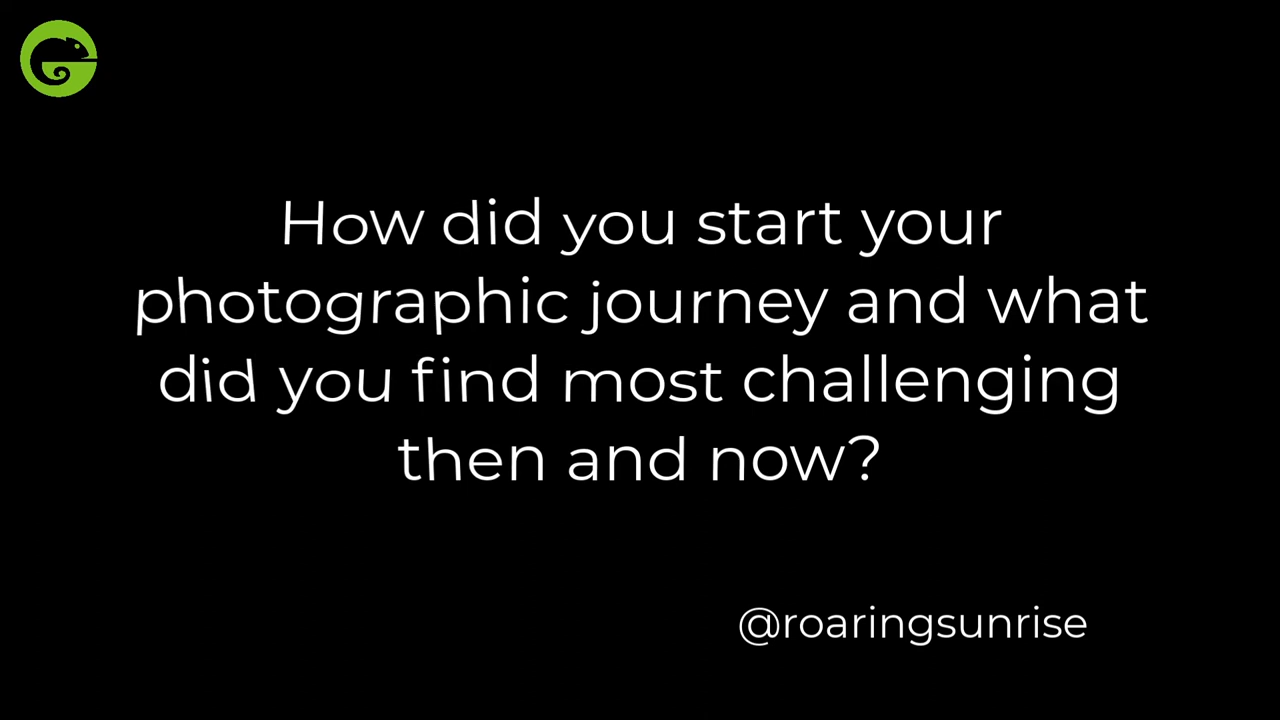 How did you start your
photographic journey and what
did you find most challenging
then and now?
@roaringsunrise